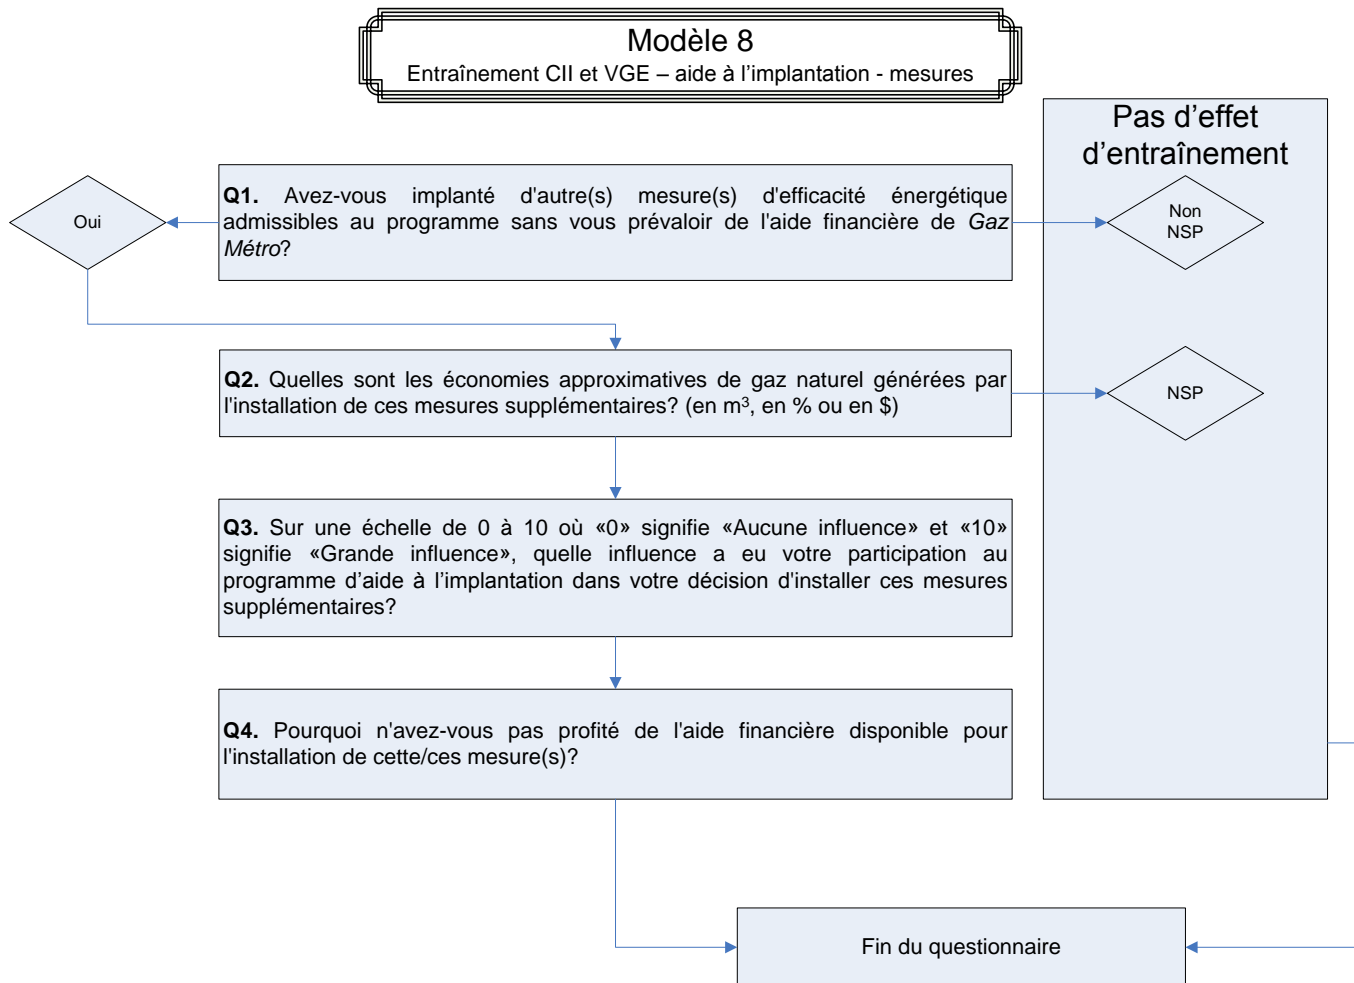 Modèle 8
Entraînement CII et VGE – aide à l’implantation - mesures
Pas d’effet
d’entraînement
Oui
Q1. Avez-vous implanté d'autre(s) mesure(s) d'efficacité énergétique
admissibles au programme sans vous prévaloir de l'aide financière de Gaz
Métro?
Non
NSP
Q2. Quelles sont les économies approximatives de gaz naturel générées par
l'installation de ces mesures supplémentaires? (en m³, en % ou en $)
NSP
Q3. Sur une échelle de 0 à 10 où «0» signifie «Aucune influence» et «10»
signifie «Grande influence», quelle influence a eu votre participation au
programme d’aide à l’implantation dans votre décision d'installer ces mesures
supplémentaires?
Q4. Pourquoi n'avez-vous pas profité de l'aide financière disponible pour
l'installation de cette/ces mesure(s)?
Fin du questionnaire